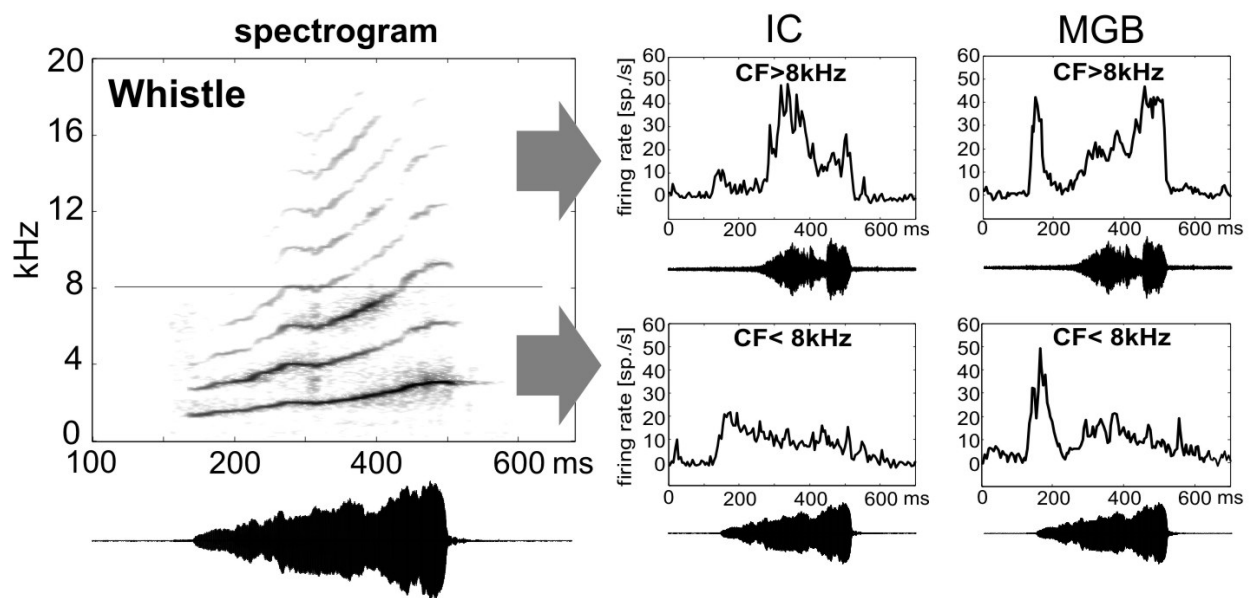 spectrogram
20
16
12
8
4
0
kHz
Whistle
100 200 400 600 ms
IC
60
50
40
30
20
10
0
firing rate [sp./s]
CF>8kHz
200 400 600 ms
MGB
60
50
40
30
20
10
0
CF>8kHz
0 200 400 600 ms
60
50
40
30
20
10
0
firing rate [sp./s]
CF< 8kHz
0 200 400 600 ms
60
50
40
30
20
10
0
CF< 8kHz
0 200 400 600 ms